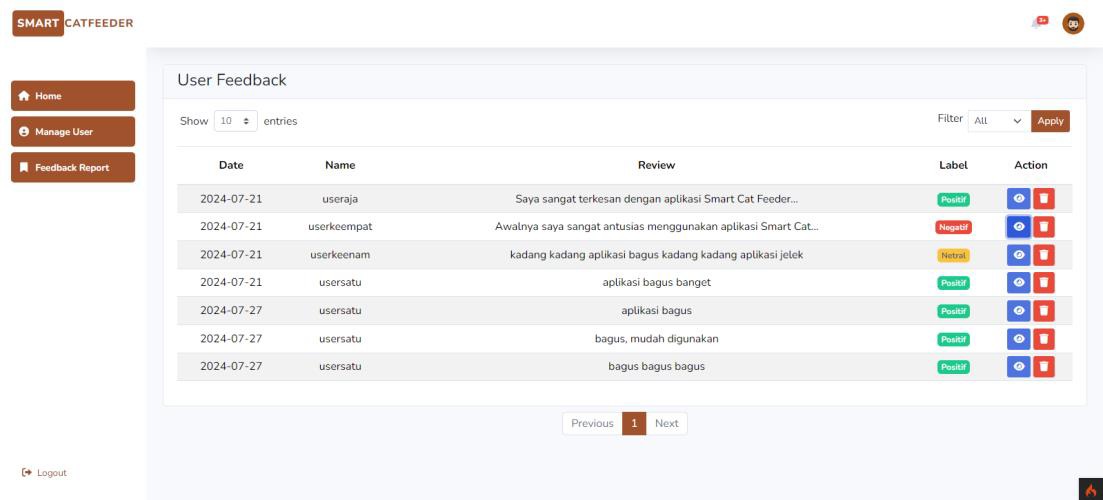 SMART CATFEEDER
3+
Home
Manage User
Feedback Report
Logout
User Feedback
Show 10 entries
Filter All Apply
Date Name Review Label Action
2024-07-21 useraja Saya sangat terkesan dengan aplikasi Smart Cat Feeder... Positif
2024-07-21 userkeempat Awalnya saya sangat antusias menggunakan aplikasi Smart Cat... Negatif
2024-07-21 userkeenam kadang kadang aplikasi bagus kadang kadang aplikasi jelek Netral
2024-07-21 usersatu aplikasi bagus banget Positif
2024-07-27 usersatu aplikasi bagus Positif
2024-07-27 usersatu bagus, mudah digunakan Positif
2024-07-27 usersatu bagus bagus bagus Positif
Previous 1 Next